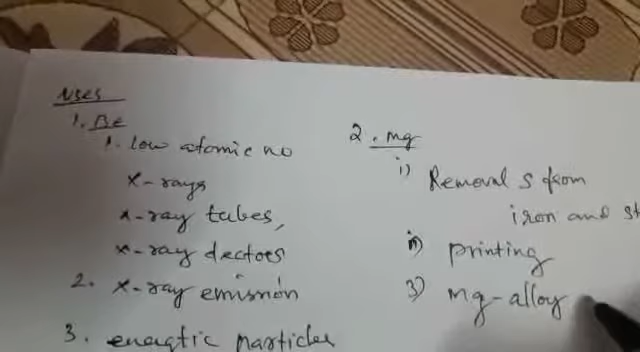 Uses
1. Be
1. low atomic no
x-rays
x-ray tubes,
x-ray dectors
2. x-ray emission
3. energtic particles
2. mg
i) Removal s from
iron and st
ii) printing
3) mg-alloy